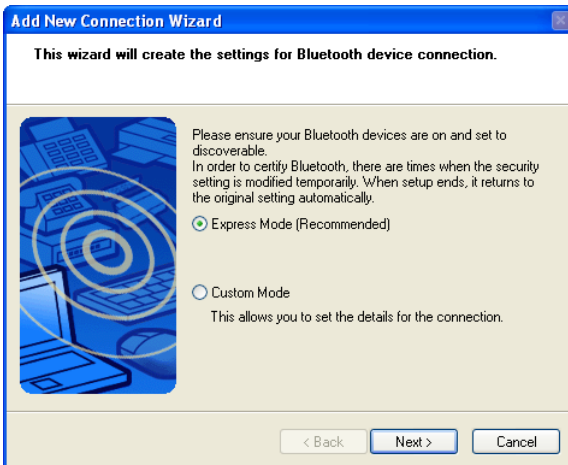 Add New Connection Wizard
This wizard will create the settings for Bluetooth device connection.
Please ensure your Bluetooth devices are on and set to
discoverable.
In order to certify Bluetooth, there are times when the security
setting is modified temporarily. When setup ends, it returns to
the original setting automatically.
Express Mode (Recommended)
Custom Mode
This allows you to set the details for the connection.
< Back Next > Cancel